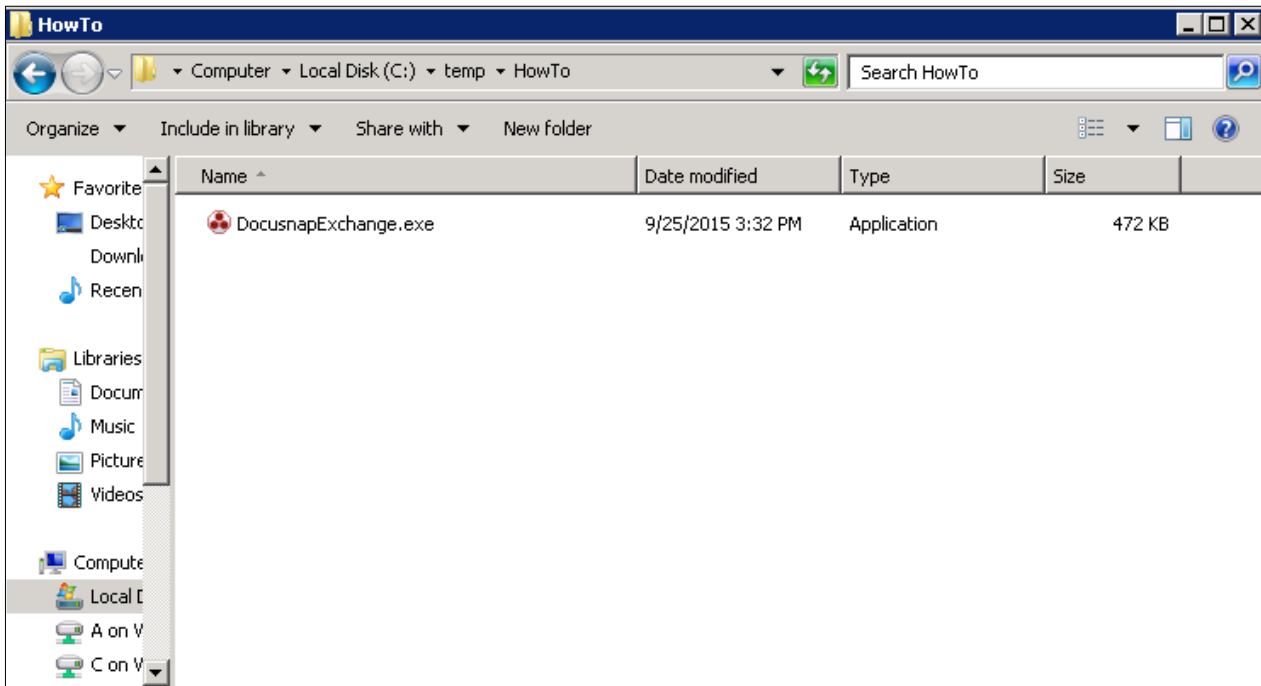 HowTo
Computer Local Disk (C:) temp HowTo Search HowTo
Organize Include in library Share with New folder
Name Date modified Type Size
DocusnapExchange.exe 9/25/2015 3:32 PM Application 472 KB
Favorite
Deskto
Downl
Recen
Libraries
Docum
Music
Picture
Videos
Compute
Local D
A on V
C on V